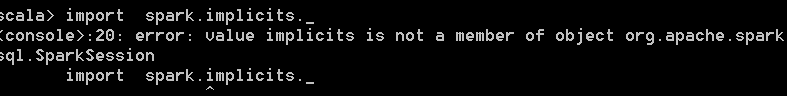 scala> import  spark.implicits._
<console>:20: error: value implicits is not a member of object org.apache.spark
sql.SparkSession
       import  spark.implicits._
                     ^